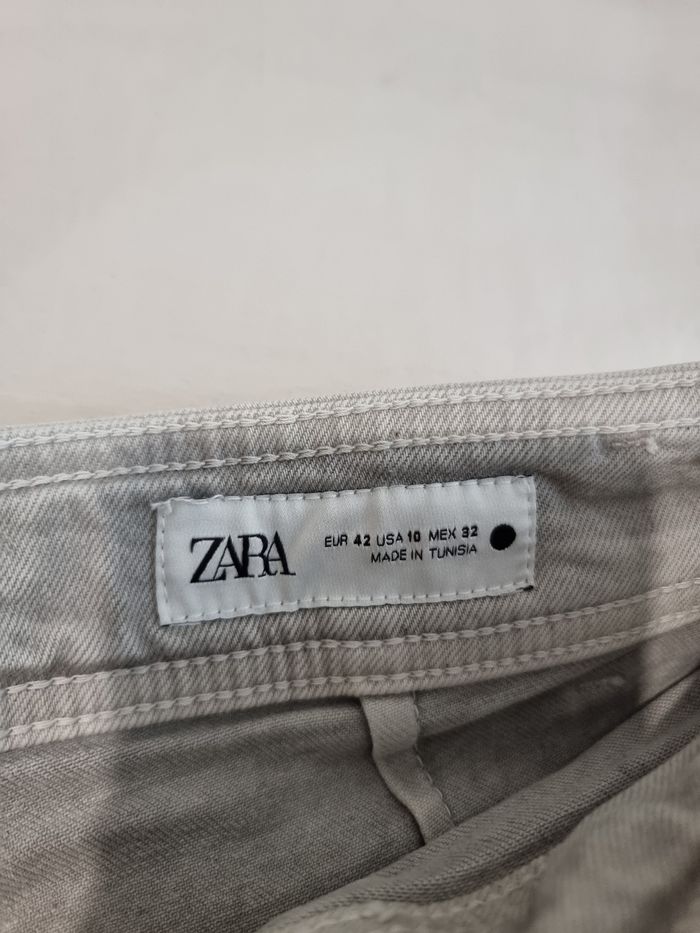 ZARA
EUR 42 USA 10 MEX 32
MADE IN TUNISIA